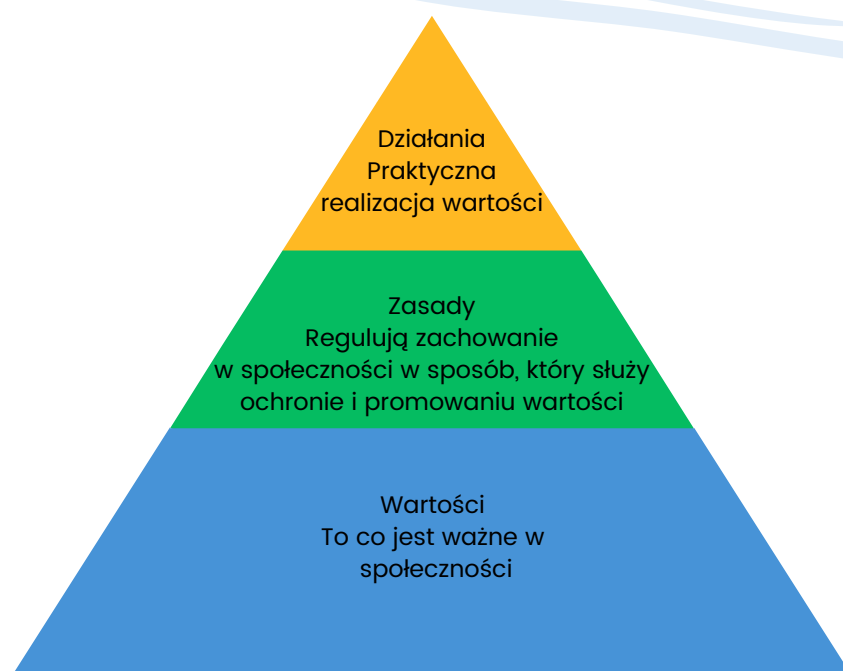 Działania
Praktyczna
realizacja wartości
Zasady
Regulują zachowanie
w społeczności w sposób, który służy
ochronie i promowaniu wartości
Wartości
To co jest ważne w
społeczności